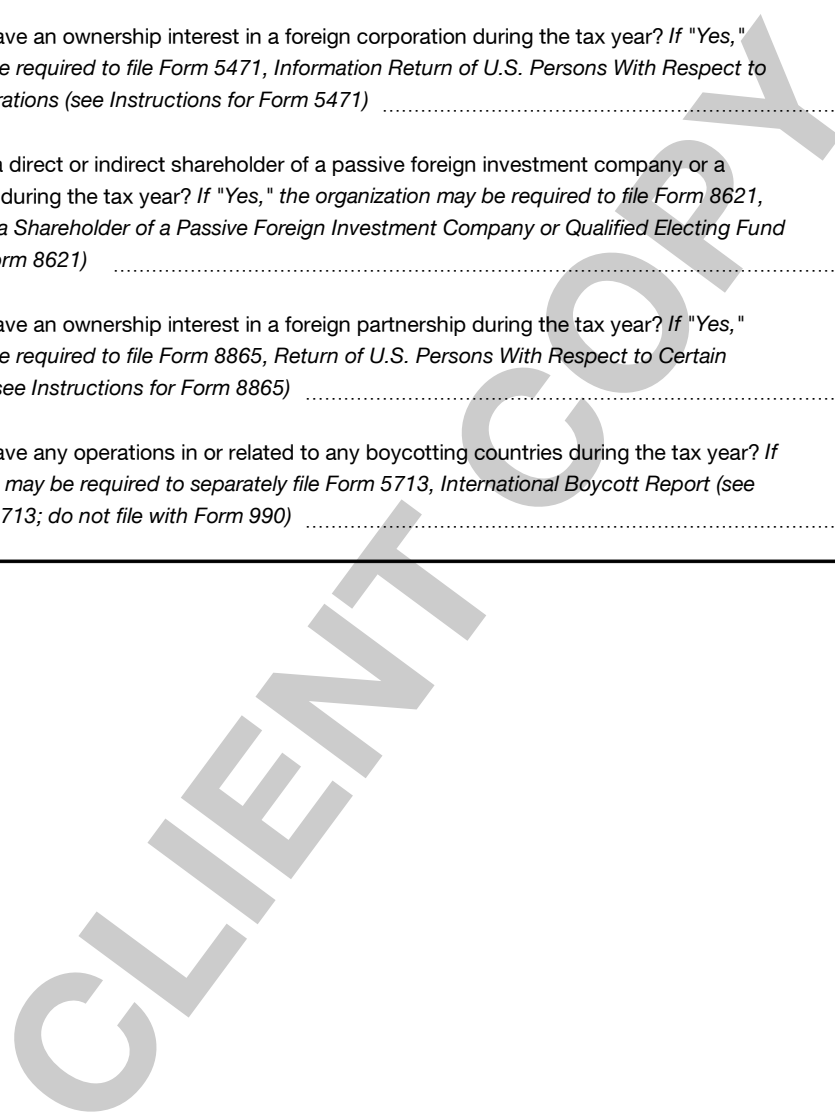 ave an ownership interest in a foreign corporation during the tax year? If "Yes,"
e required to file Form 5471, Information Return of U.S. Persons With Respect to
rations (see Instructions for Form 5471)
a direct or indirect shareholder of a passive foreign investment company or a
during the tax year? If "Yes," the organization may be required to file Form 8621,
a Shareholder of a Passive Foreign Investment Company or Qualified Electing Fund
orm 8621)
ave an ownership interest in a foreign partnership during the tax year? If "Yes,"
e required to file Form 8865, Return of U.S. Persons With Respect to Certain
see Instructions for Form 8865)
ave any operations in or related to any boycotting countries during the tax year? If
may be required to separately file Form 5713, International Boycott Report (see
713; do not file with Form 990)
CLIENT COPY